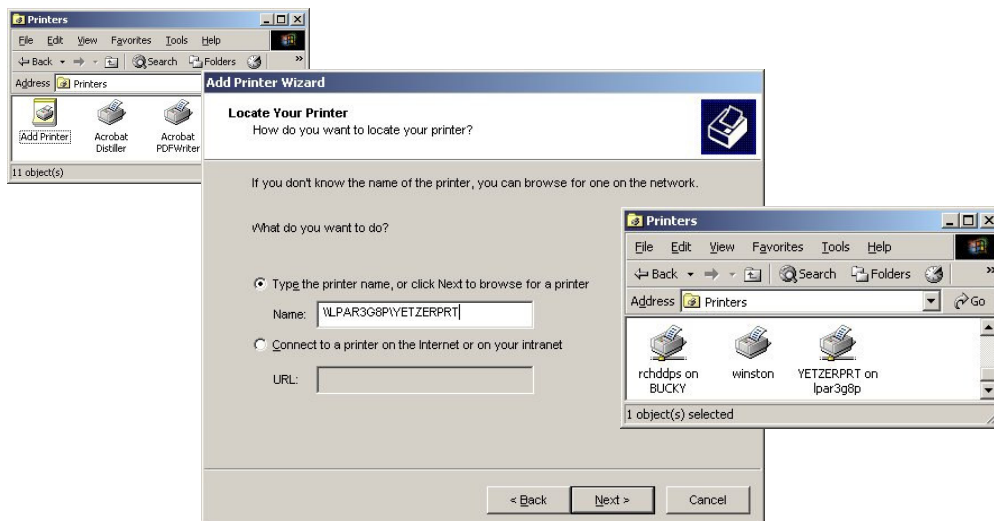 Printers
File Edit View Favorites Tools Help
Back Search Folders »
Address Printers
Add Printer
Acrobat Distiller
Acrobat PDFWriter
11 object(s)
Add Printer Wizard
Locate Your Printer
How do you want to locate your printer?
If you don't know the name of the printer, you can browse for one on the network.
What do you want to do?
Type the printer name, or click Next to browse for a printer
Name: \\LPAR3G8P\YETZERPRT
Connect to a printer on the Internet or on your intranet
URL:
< Back Next > Cancel
Printers
File Edit View Favorites Tools Help
Back Search Folders »
Address Printers Go
rchddps on BUCKY
winston
YETZERPRT on lpar3g8p
1 object(s) selected